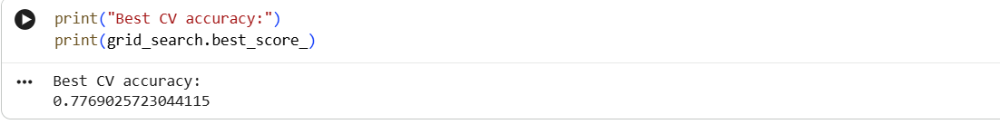 print("Best CV accuracy:")
print(grid_search.best_score_)
Best CV accuracy:
0.7769025723044115